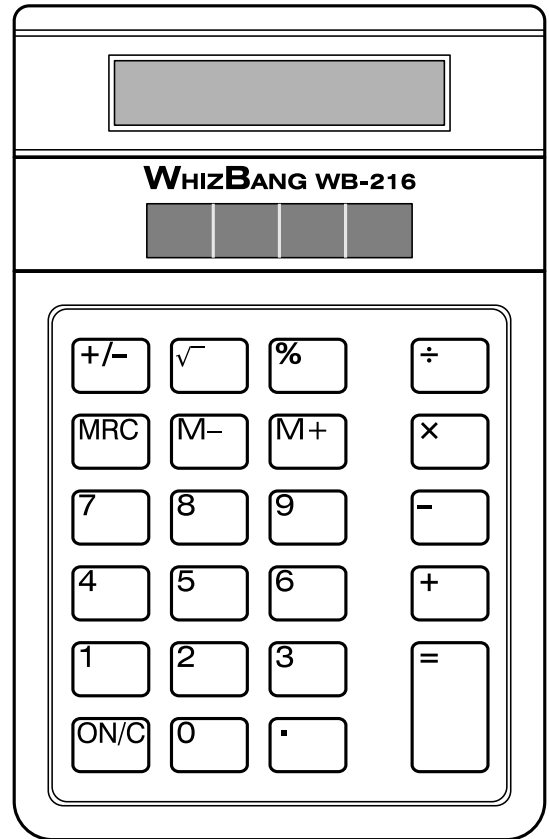 WHIZBANG WB-216
+/– √ % ÷
MRC M– M+ ×
7 8 9 –
4 5 6 +
1 2 3 =
ON/C 0 .